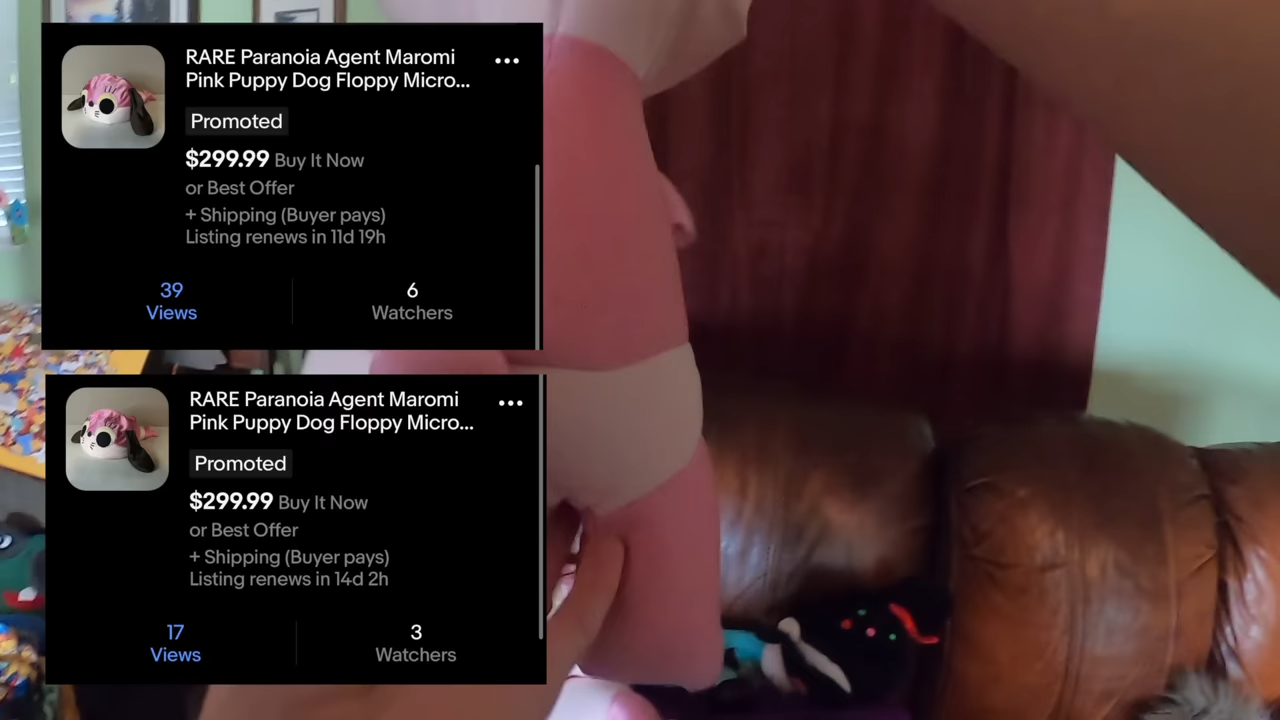 RARE Paranoia Agent Maromi
Pink Puppy Dog Floppy Micro...
Promoted
$299.99 Buy It Now
or Best Offer
+ Shipping (Buyer pays)
Listing renews in 11d 19h
39
Views
6
Watchers
RARE Paranoia Agent Maromi
Pink Puppy Dog Floppy Micro...
Promoted
$299.99 Buy It Now
or Best Offer
+ Shipping (Buyer pays)
Listing renews in 14d 2h
17
Views
3
Watchers